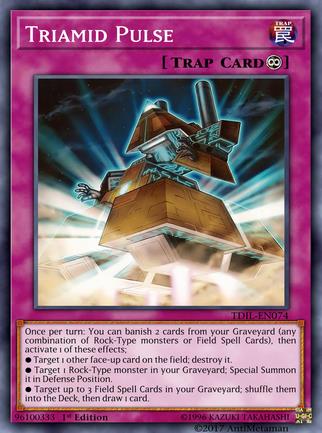 Triamid Pulse
TRAP
罠
[Trap Card∞]
TDIL-EN074
Once per turn: You can banish 2 cards from your Graveyard (any
combination of Rock-Type monsters or Field Spell Cards), then
activate 1 of these effects;
● Target 1 other face-up card on the field; destroy it.
● Target 1 Rock-Type monster in your Graveyard; Special Summon
it in Defense Position.
● Target up to 3 Field Spell Cards in your Graveyard; shuffle them
into the Deck, then draw 1 card.
96100333 1st Edition ©1996 KAZUKI TAKAHASHI
©2017 AntiMetaman